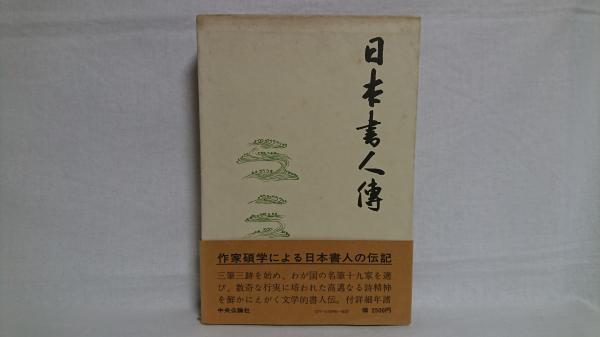 日本書人傳
作家碩学による日本書人の伝記
三筆三跡を始め、わが国の名筆十九家を選
び、数奇な行実に培われた高邁なる詩精神
を鮮かにえがく文学的書人伝。付詳細年譜
中央公論社
価 2500円